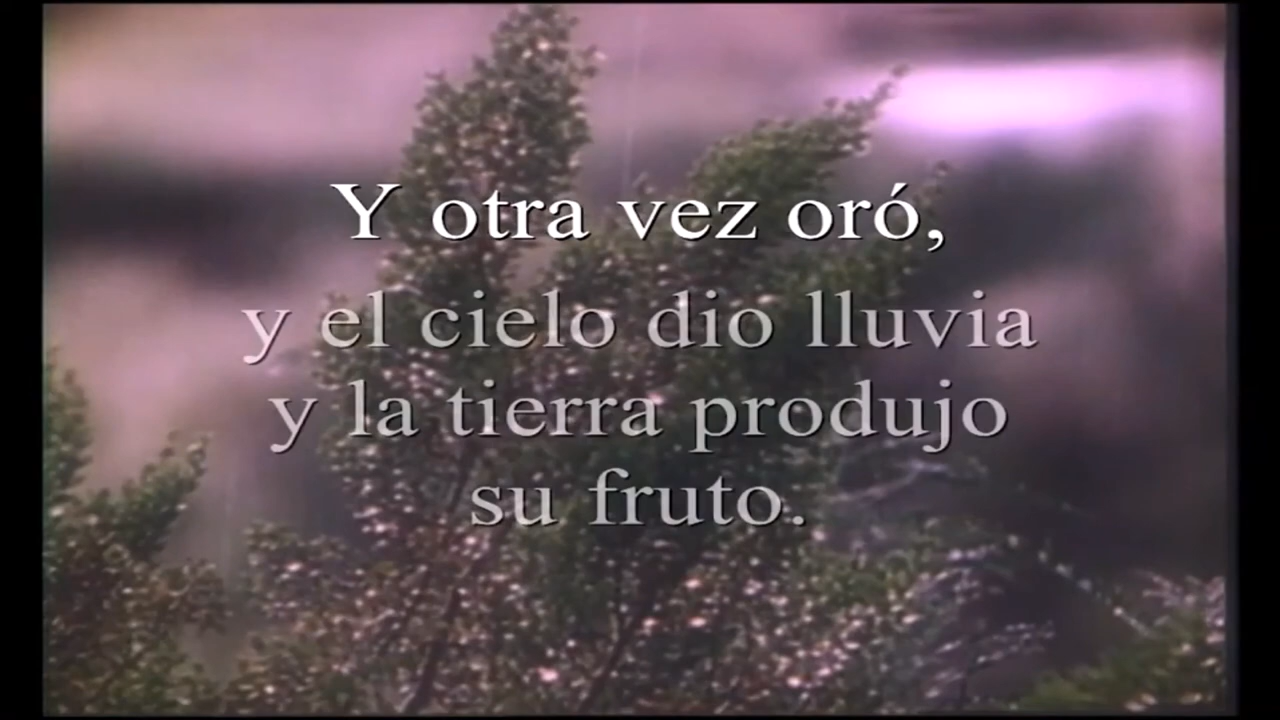 Y otra vez oró,
y el cielo dio lluvia
y la tierra produjo
su fruto.